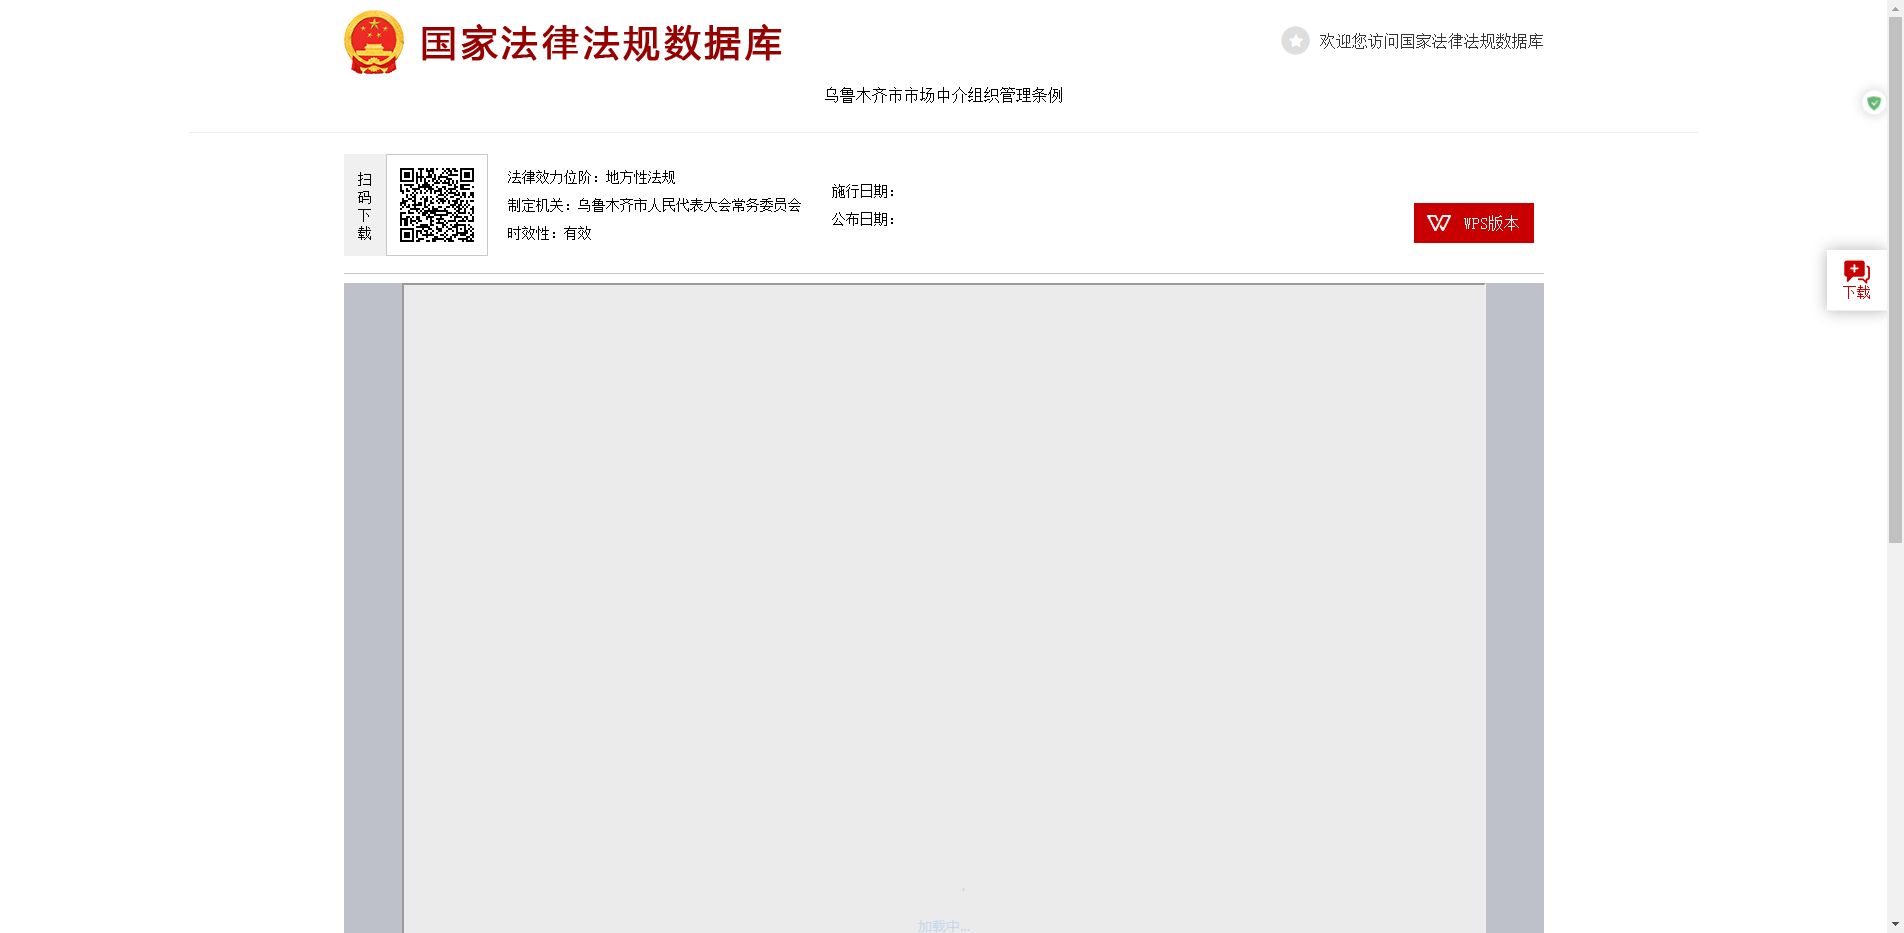 国家法律法规数据库
欢迎您访问国家法律法规数据库
乌鲁木齐市市场中介组织管理条例
扫码下载
法律效力位阶：地方性法规
制定机关：乌鲁木齐市人民代表大会常务委员会
时效性：有效
施行日期：
公布日期：
WPS版本
下载
加载中...